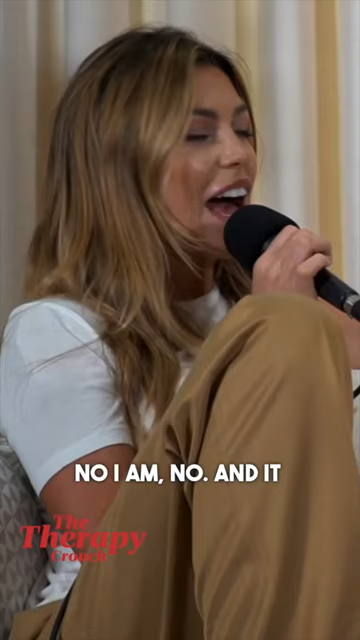 NO I AM, NO. AND IT
The
Therapy
Crouch